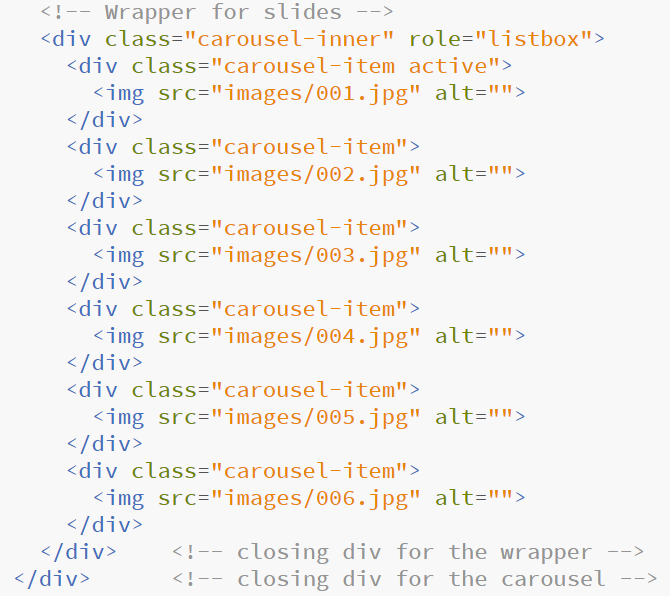 <!-- Wrapper for slides -->
<div class="carousel-inner" role="listbox">
<div class="carousel-item active">
<img src="images/001.jpg" alt="">
</div>
<div class="carousel-item">
<img src="images/002.jpg" alt="">
</div>
<div class="carousel-item">
<img src="images/003.jpg" alt="">
</div>
<div class="carousel-item">
<img src="images/004.jpg" alt="">
</div>
<div class="carousel-item">
<img src="images/005.jpg" alt="">
</div>
<div class="carousel-item">
<img src="images/006.jpg" alt="">
</div>
</div>    <!-- closing div for the wrapper -->
</div>      <!-- closing div for the carousel -->